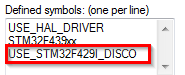 Defined symbols: (one per line)
USE_HAL_DRIVER
STM32F439xx
USE_STM32F429I_DISCO